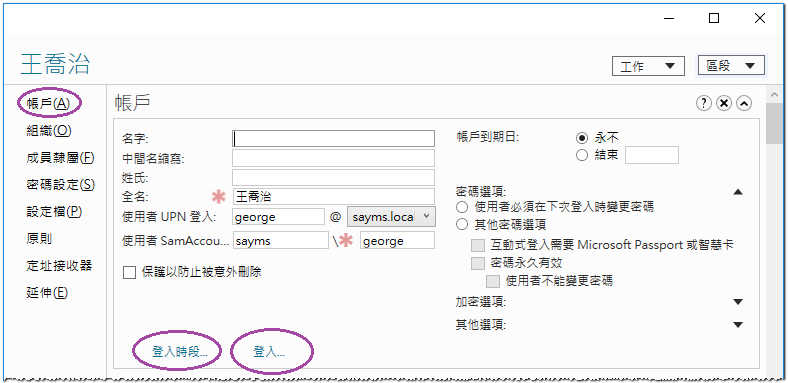 王喬治
工作
區段
帳戶(A)
組織(O)
成員隸屬(F)
密碼設定(S)
設定檔(P)
原則
定址接收器
延伸(E)
帳戶
名字:
中間名縮寫:
姓氏:
全名: * 王喬治
使用者 UPN 登入: george @ sayms.local
使用者 SamAccou... sayms \* george
保護以防止被意外刪除
登入時段... 登入...
帳戶到期日: 永不
結束
密碼選項:
使用者必須在下次登入時變更密碼
其他密碼選項
互動式登入需要 Microsoft Passport 或智慧卡
密碼永久有效
使用者不能變更密碼
加密選項:
其他選項: